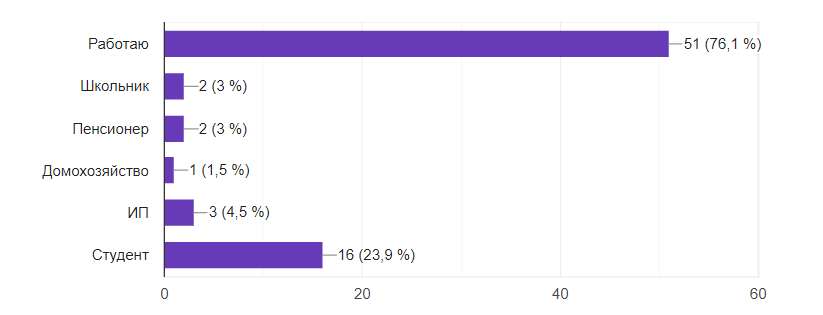 Работаю 51 (76,1 %)
Школьник 2 (3 %)
Пенсионер 2 (3 %)
Домохозяйство 1 (1,5 %)
ИП 3 (4,5 %)
Студент 16 (23,9 %)
0 20 40 60